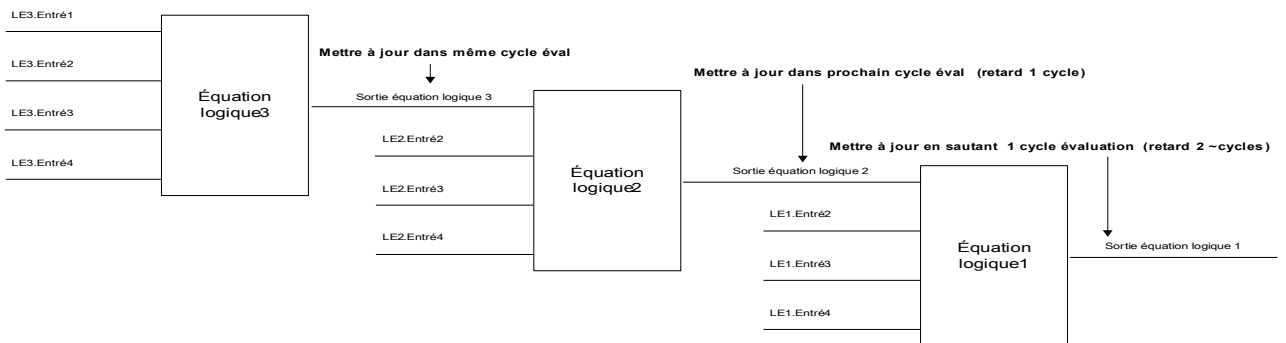 LE3.Entré1
LE3.Entré2
LE3.Entré3
LE3.Entré4
Équation
logique3
Mettre à jour dans même cycle éval
Sortie équation logique 3
LE2.Entré2
LE2.Entré3
LE2.Entré4
Équation
logique2
Mettre à jour dans prochain cycle éval (retard 1 cycle)
Sortie équation logique 2
LE1.Entré2
LE1.Entré3
LE1.Entré4
Équation
logique1
Mettre à jour en sautant 1 cycle évaluation (retard 2 ~cycles)
Sortie équation logique 1